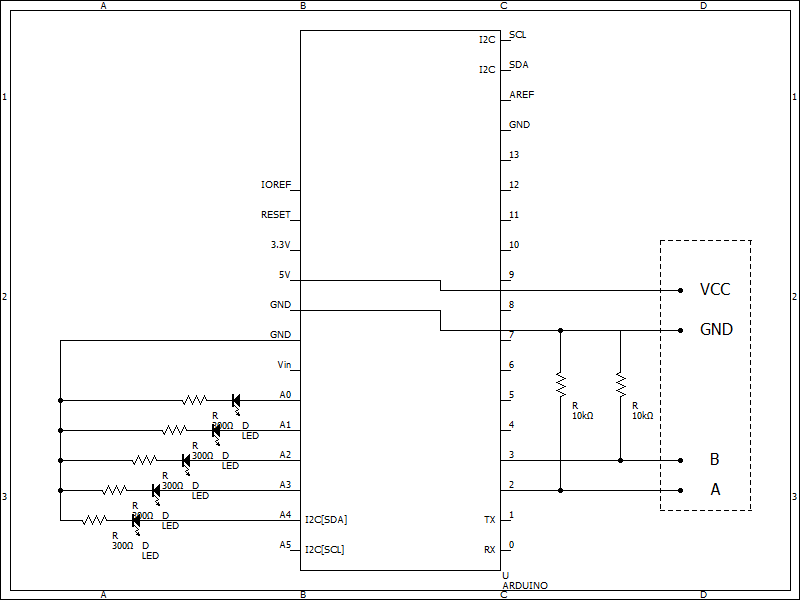 A B C D
I2C SCL
I2C SDA
AREF
1 1
GND
13
IOREF 12
RESET 11
3.3V 10
5V 9
VCC
2 2
GND 8
GND 7
GND
Vin 6
A0 5
R
10kΩ
R
10kΩ
A1 4
R
300Ω
D
LED
A2 3
B
R
300Ω
D
LED
A3 2
A
R
300Ω
D
LED
3 3
A4 I2C[SDA] TX 1
R
300Ω
D
LED
A5 I2C[SCL] RX 0
R
300Ω
D
LED
U
ARDUINO
A B C D